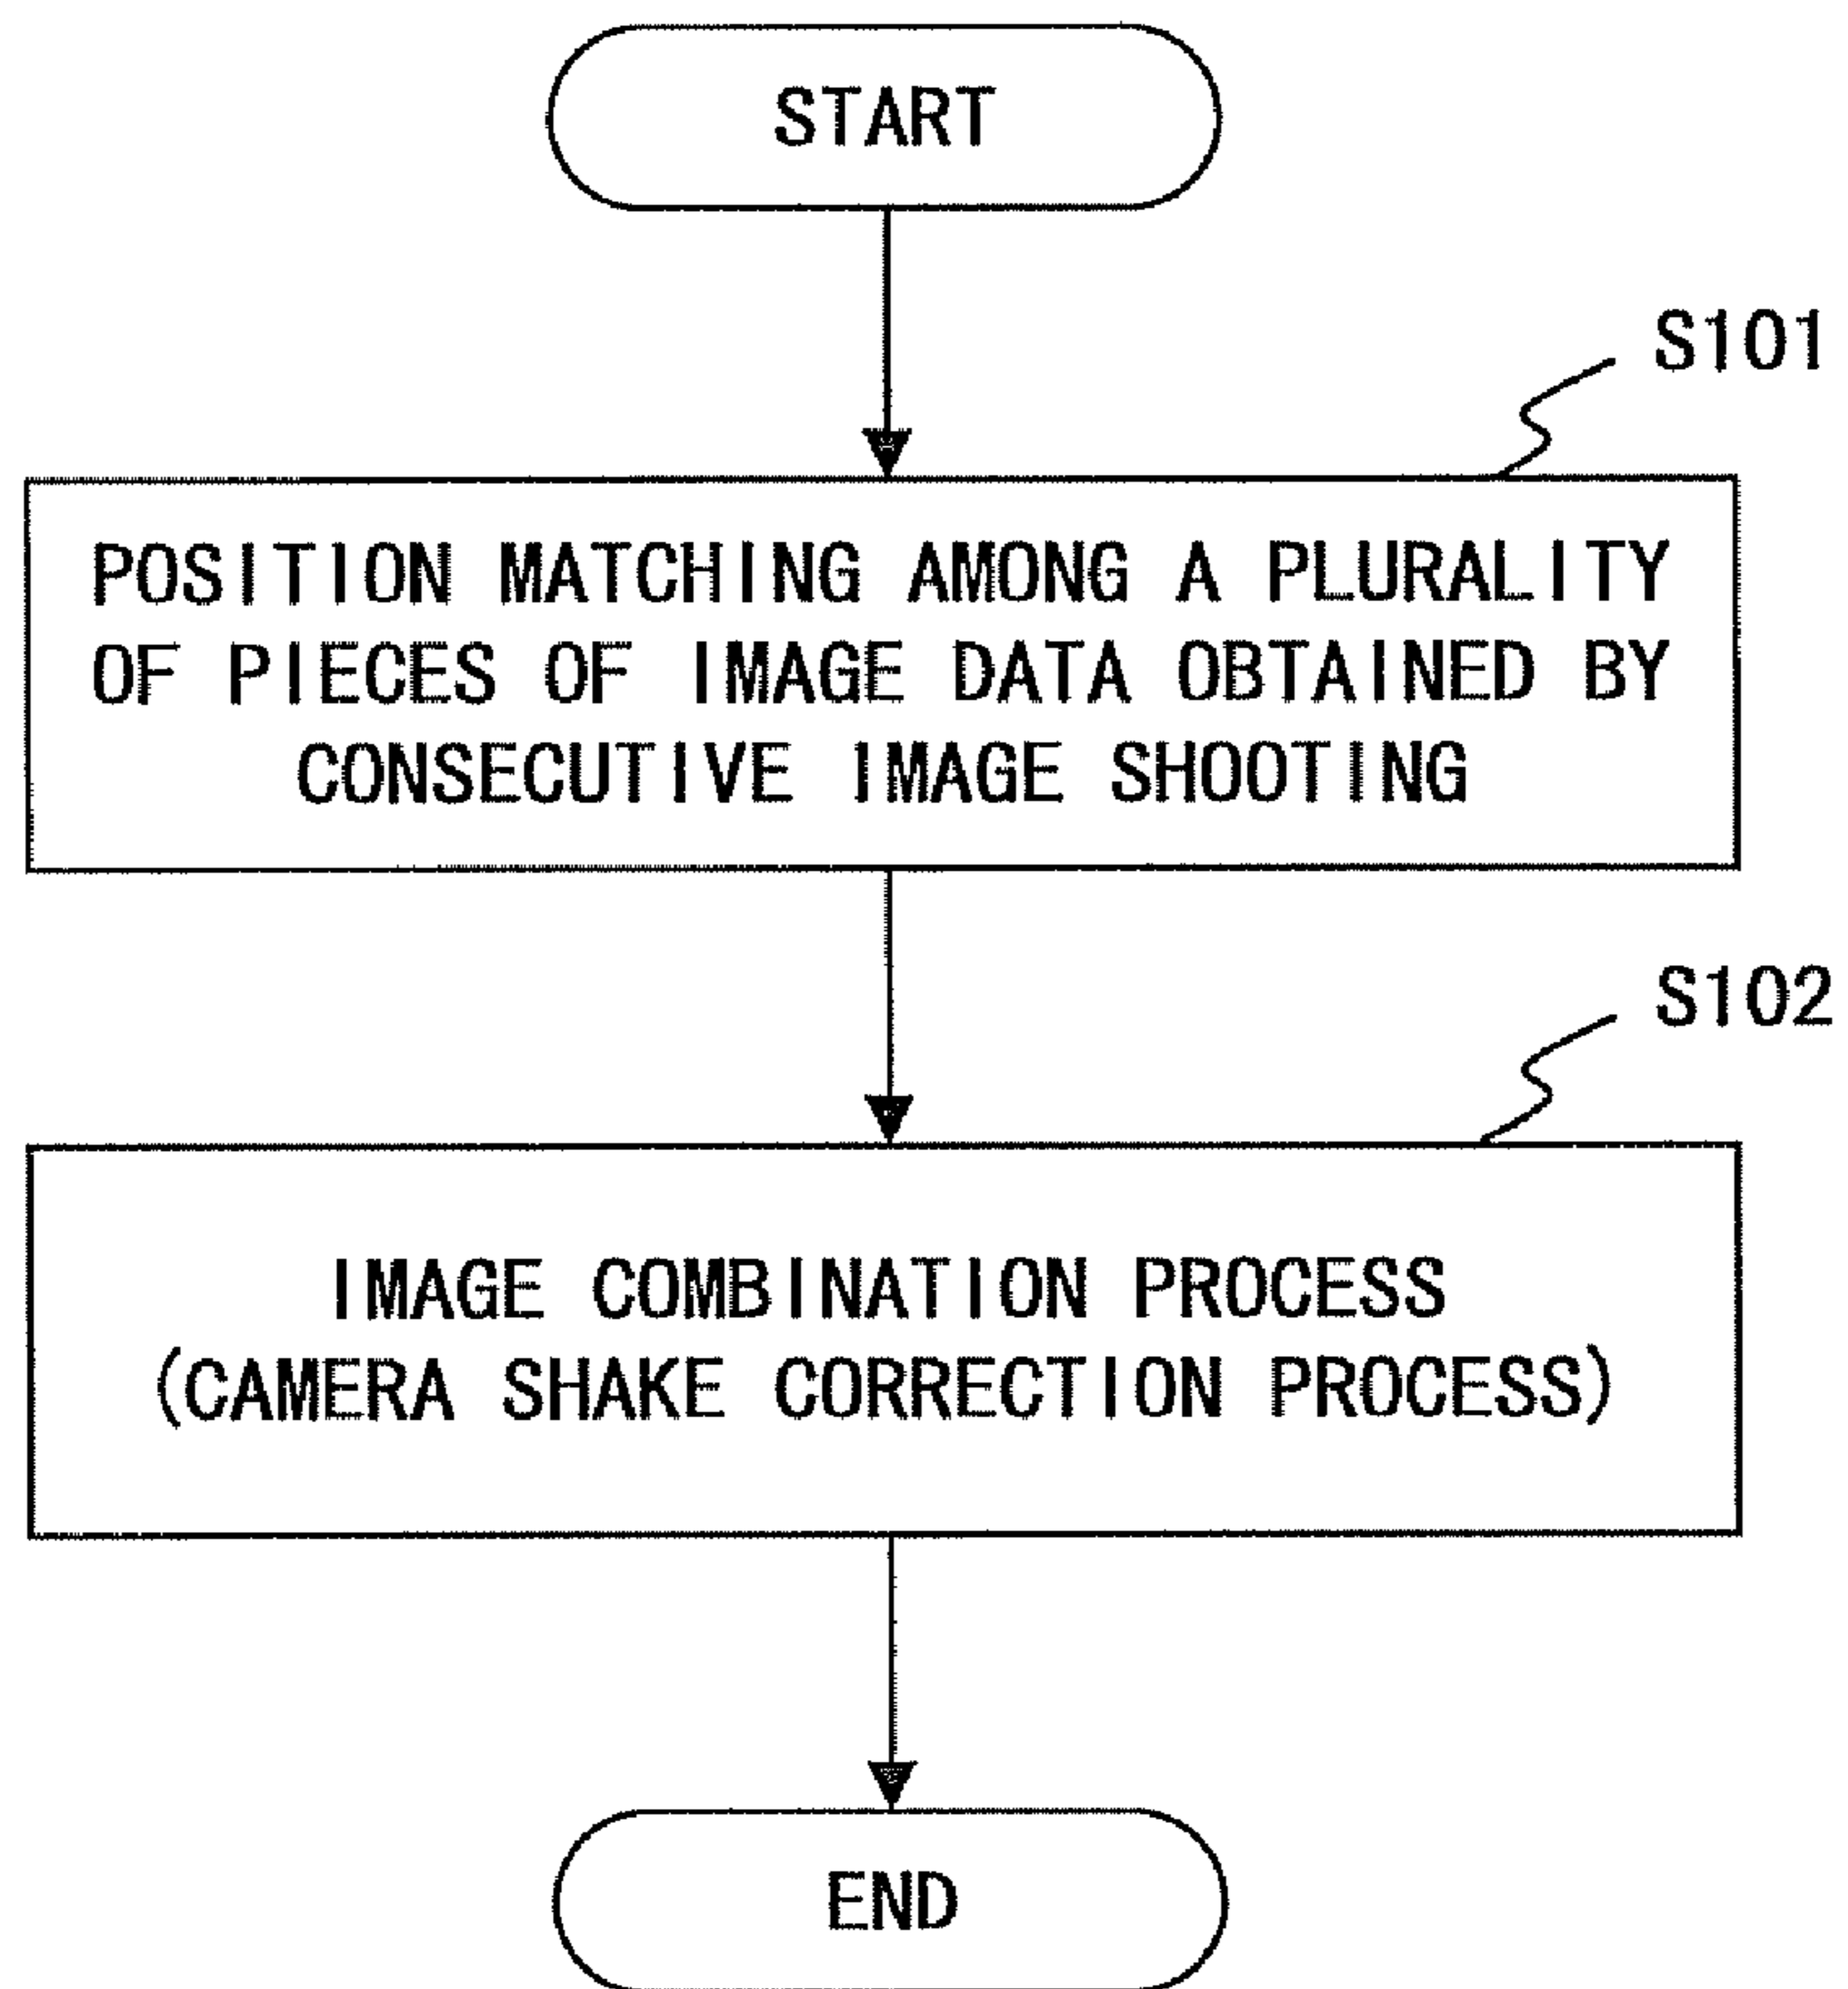 START
S101
POSITION MATCHING AMONG A PLURALITY
OF PIECES OF IMAGE DATA OBTAINED BY
CONSECUTIVE IMAGE SHOOTING
S102
IMAGE COMBINATION PROCESS
(CAMERA SHAKE CORRECTION PROCESS)
END